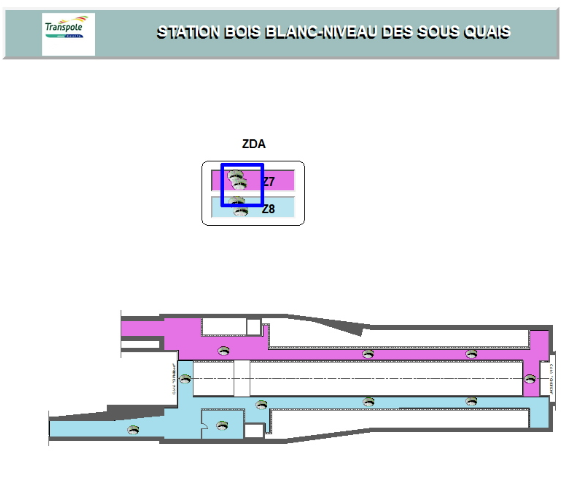 Transpole
STATION BOIS BLANC-NIVEAU DES SOUS QUAIS
ZDA
Z7
Z8